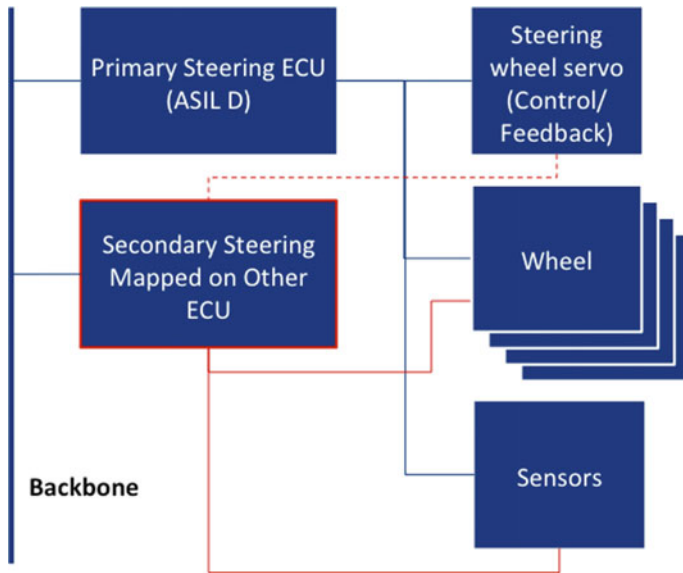 Primary Steering ECU
(ASIL D)
Steering
wheel servo
(Control/
Feedback)
Secondary Steering
Mapped on Other
ECU
Wheel
Backbone
Sensors